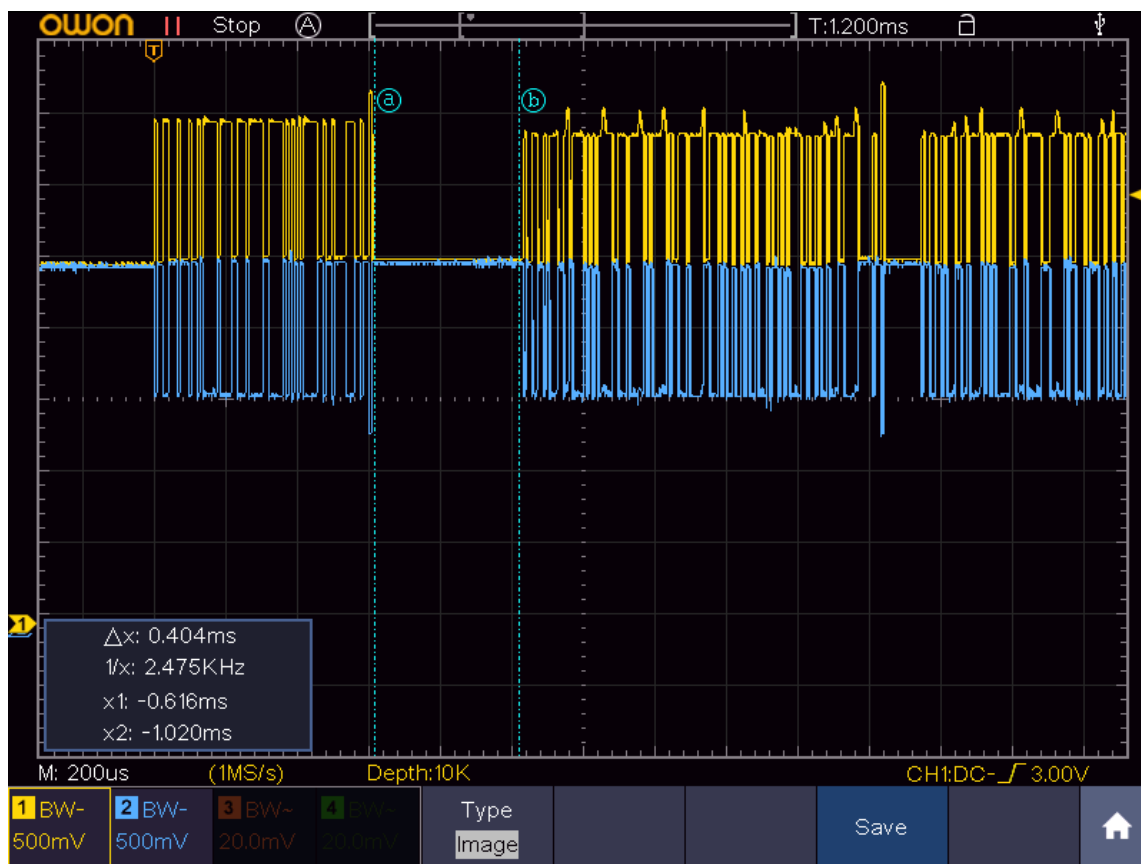 owon Stop A T:1.200ms
T
a b
1
△x: 0.404ms
1/x: 2.475KHz
x1: -0.616ms
x2: -1.020ms
M: 200us (1MS/s) Depth:10K CH1:DC- 3.00V
1 BW- 2 BW- 3 BW~ 4 BW~ Type
500mV 500mV 20.0mV 20.0mV Image Save